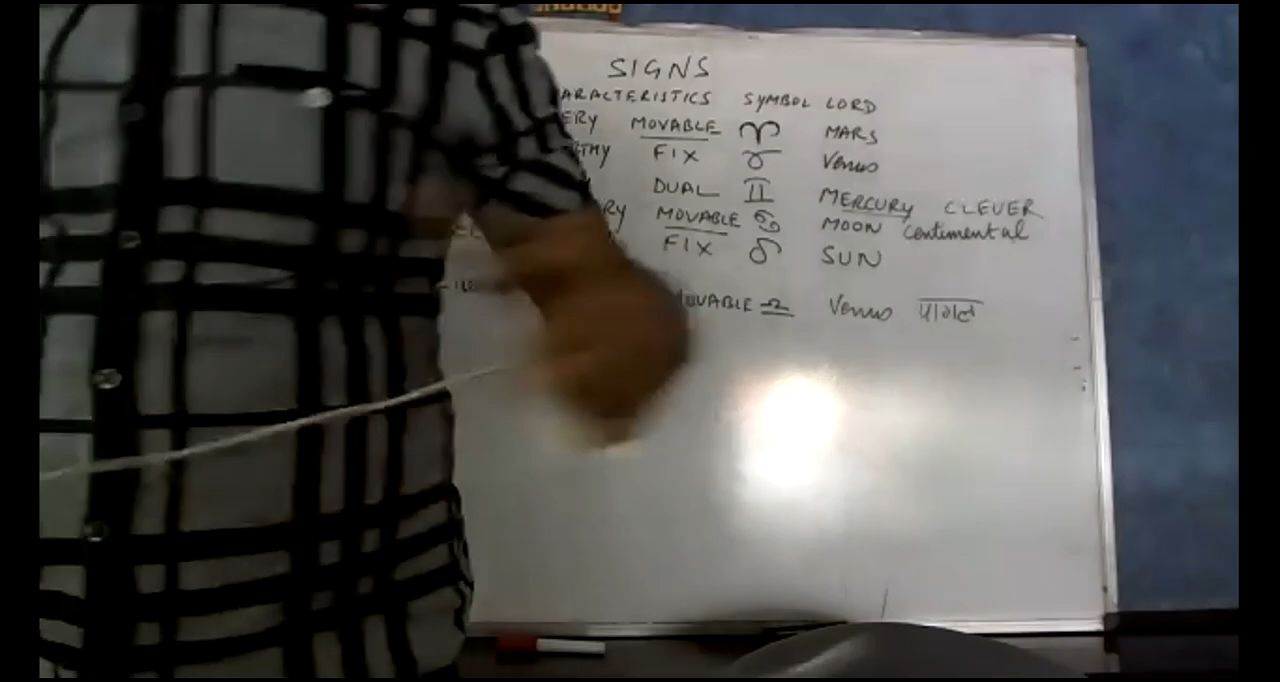 SIGNS
ARACTERISTICS SYMBOL LORD
ERY MOVABLE ♈ MARS
THY FIX ♉ Venus
DUAL ♊ MERCURY CLEVER
RY MOVABLE ♋ MOON Centimental
FIX ♌ SUN
MOVABLE ♎ Venus